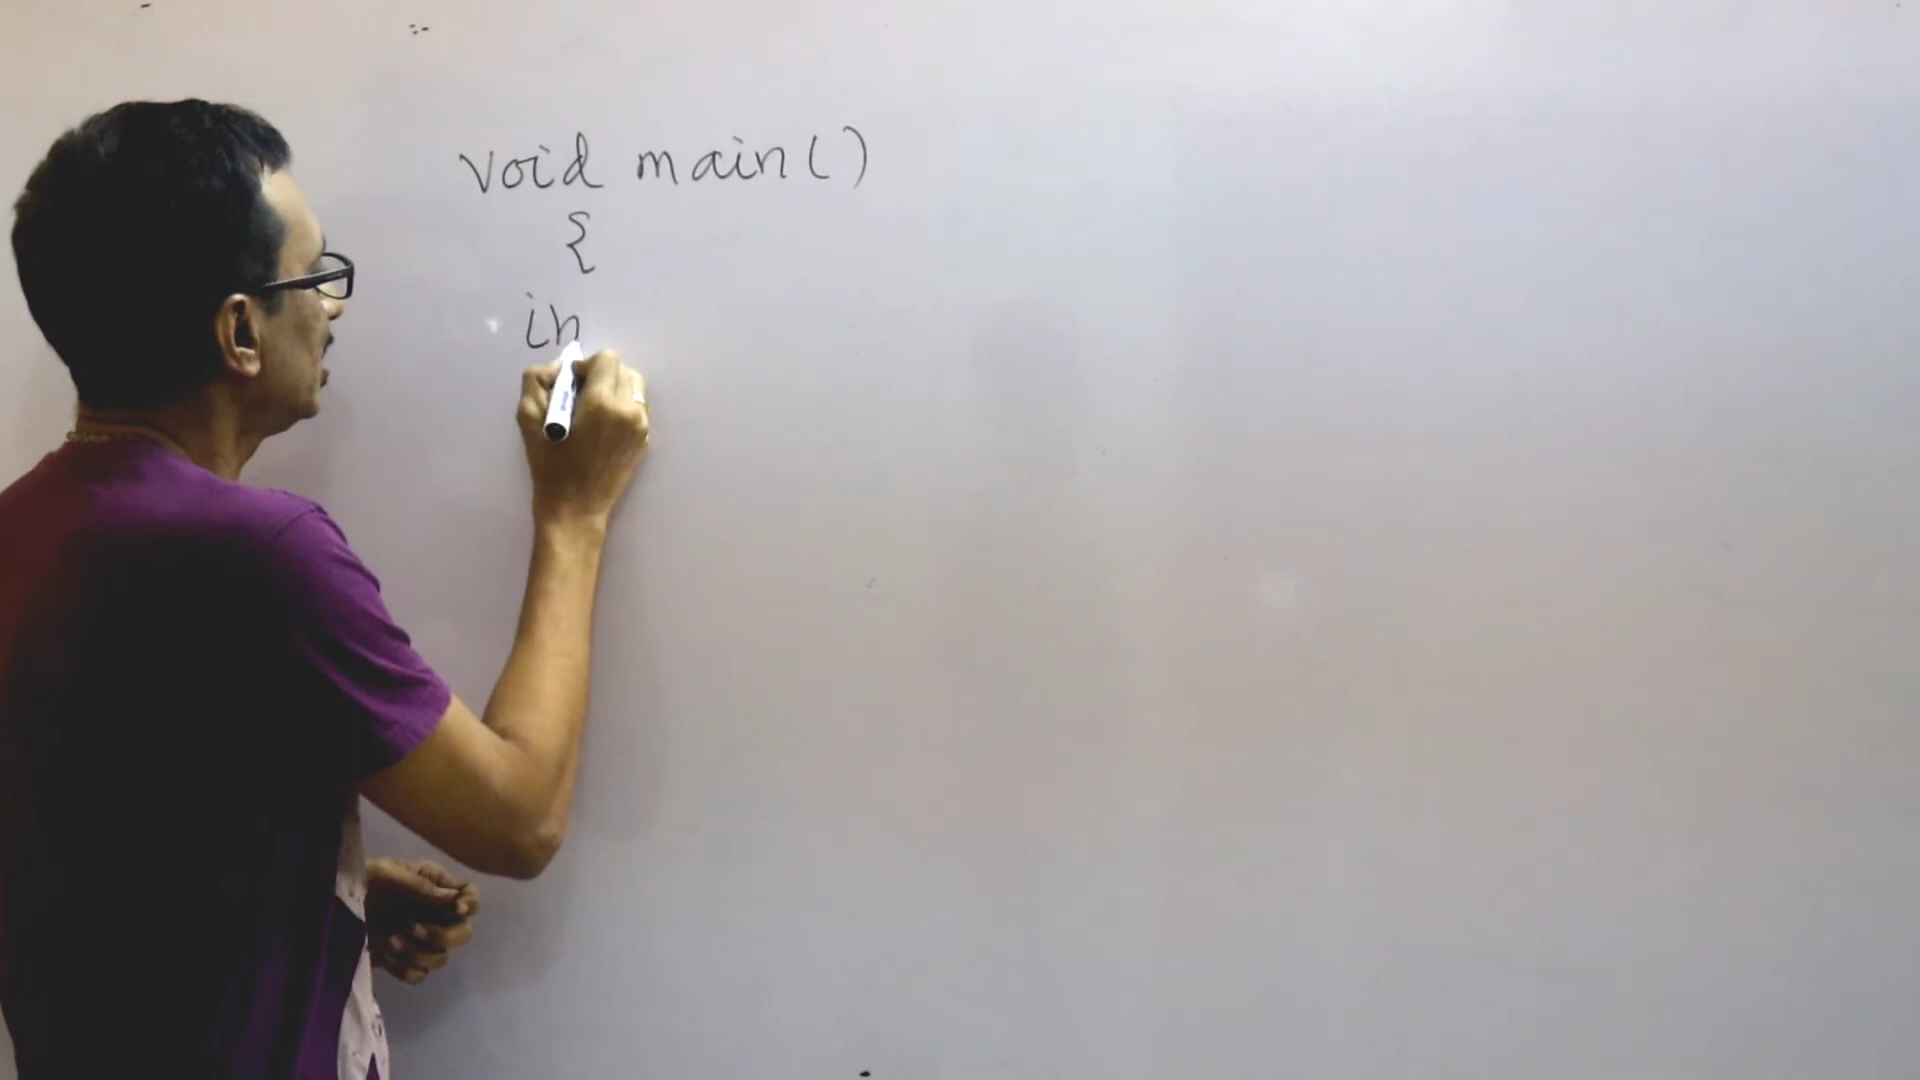 void main()
{
in